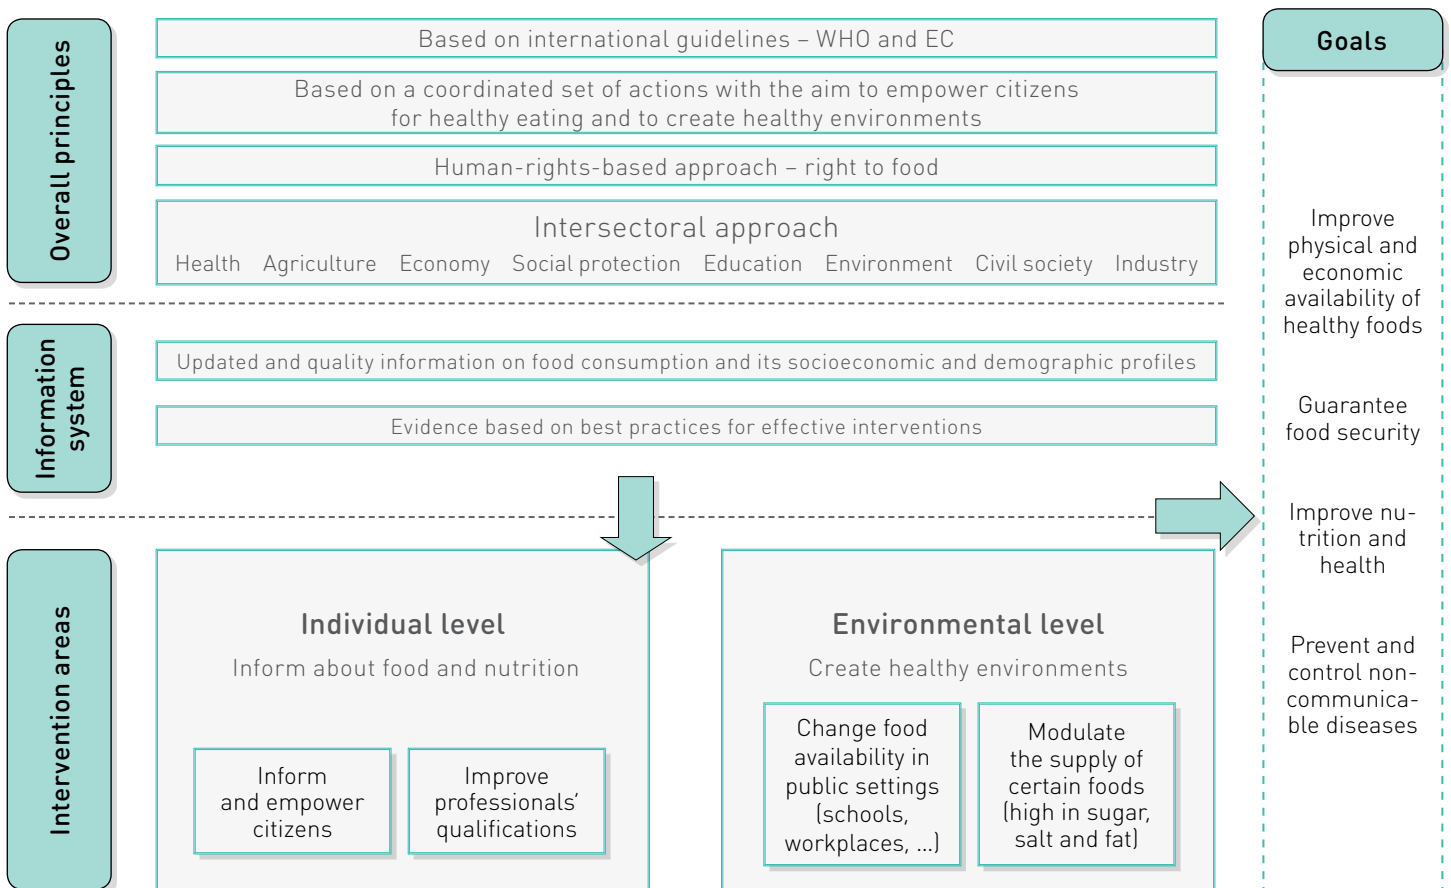 Overall principles
Based on international guidelines – WHO and EC
Based on a coordinated set of actions with the aim to empower citizens
for healthy eating and to create healthy environments
Human-rights-based approach – right to food
Intersectoral approach
Health Agriculture Economy Social protection Education Environment Civil society Industry
Information
system
Updated and quality information on food consumption and its socioeconomic and demographic profiles
Evidence based on best practices for effective interventions
Intervention areas
Individual level
Inform about food and nutrition
Inform
and empower
citizens
Improve
professionals’
qualifications
Environmental level
Create healthy environments
Change food
availability in
public settings
(schools,
workplaces, ...)
Modulate
the supply of
certain foods
(high in sugar,
salt and fat)
Goals
Improve
physical and
economic
availability of
healthy foods
Guarantee
food security
Improve nu-
trition and
health
Prevent and
control non-
communica-
ble diseases